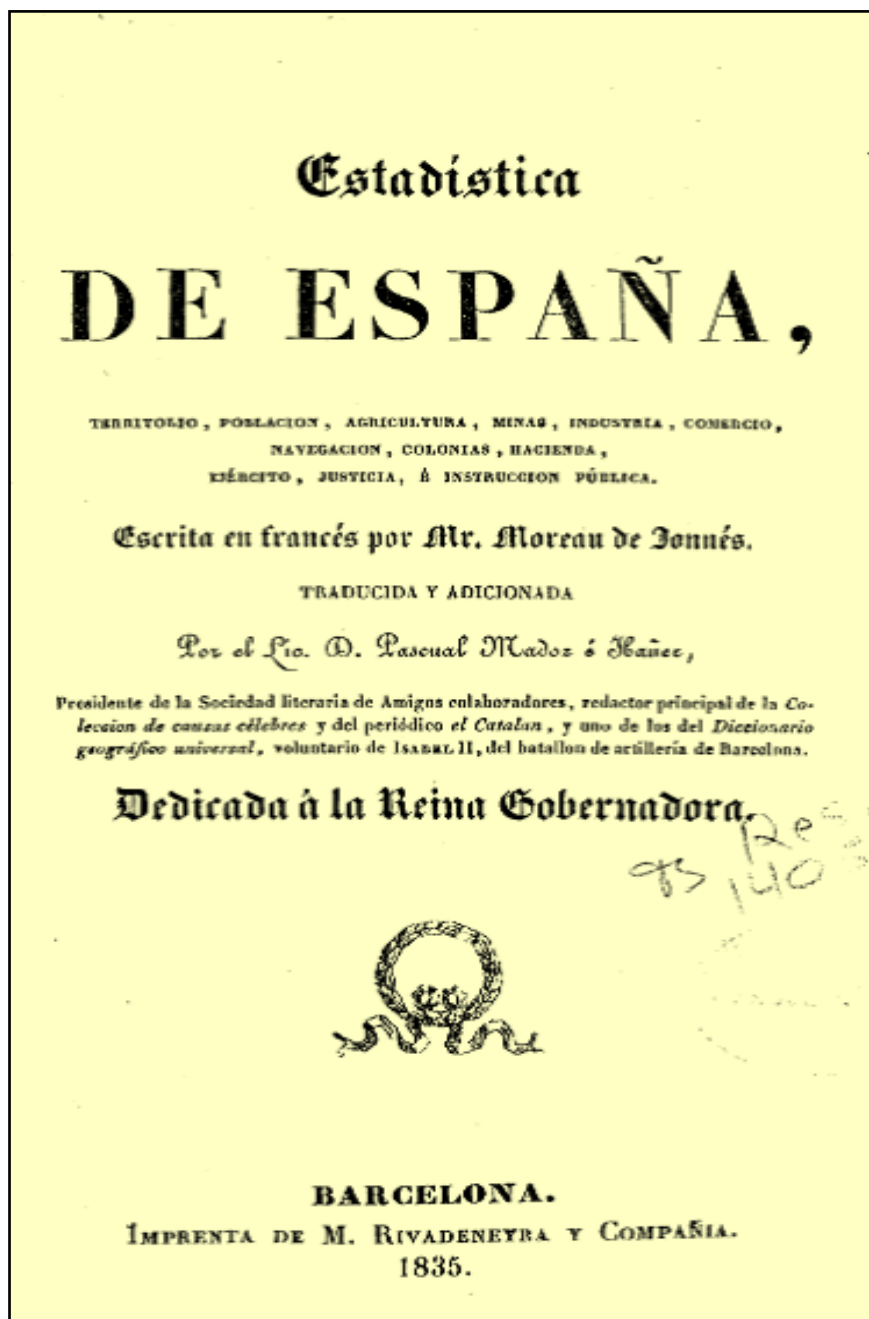 Estadística
DE ESPAÑA,
TERRITORIO, POBLACION, AGRICULTURA, MINAS, INDUSTRIA, COMERCIO,
NAVEGACION, COLONIAS, HACIENDA,
EJÉRCITO, JUSTICIA, É INSTRUCCION PÚBLICA.
Escrita en francés por Mr. Moreau de Jonnés.
TRADUCIDA Y ADICIONADA
Por el Lic. D. Pascual Madoz é Ibañez,
Presidente de la Sociedad literaria de Amigos colaboradores, redactor principal de la Co-
leccion de causas célebres y del periódico el Catalan, y uno de los del Diccionario
geográfico universal, voluntario de ISABEL II, del batallon de artillería de Barcelona.
Dedicada á la Reina Gobernadora.
140
BARCELONA.
IMPRENTA DE M. RIVADENEYRA Y COMPAÑIA.
1835.